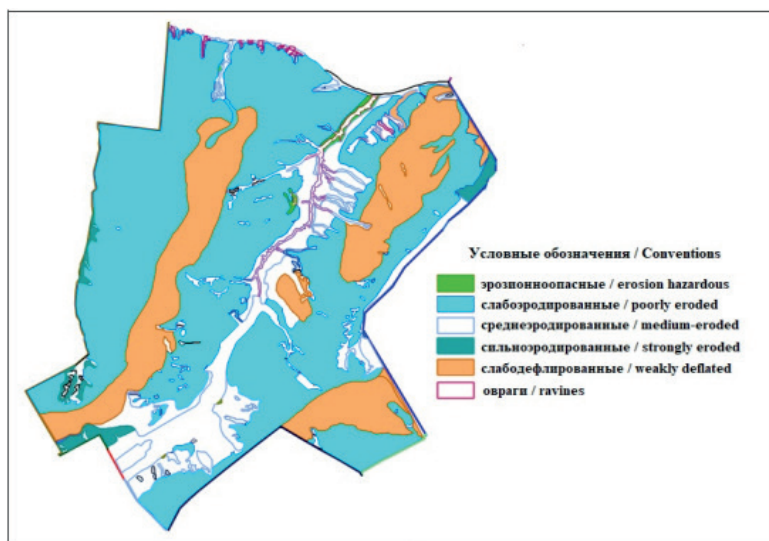 Условные обозначения / Conventions
эрозионноопасные / erosion hazardous
слабоэродированные / poorly eroded
среднеэродированные / medium-eroded
сильноэродированные / strongly eroded
слабодефлированные / weakly deflated
овраги / ravines